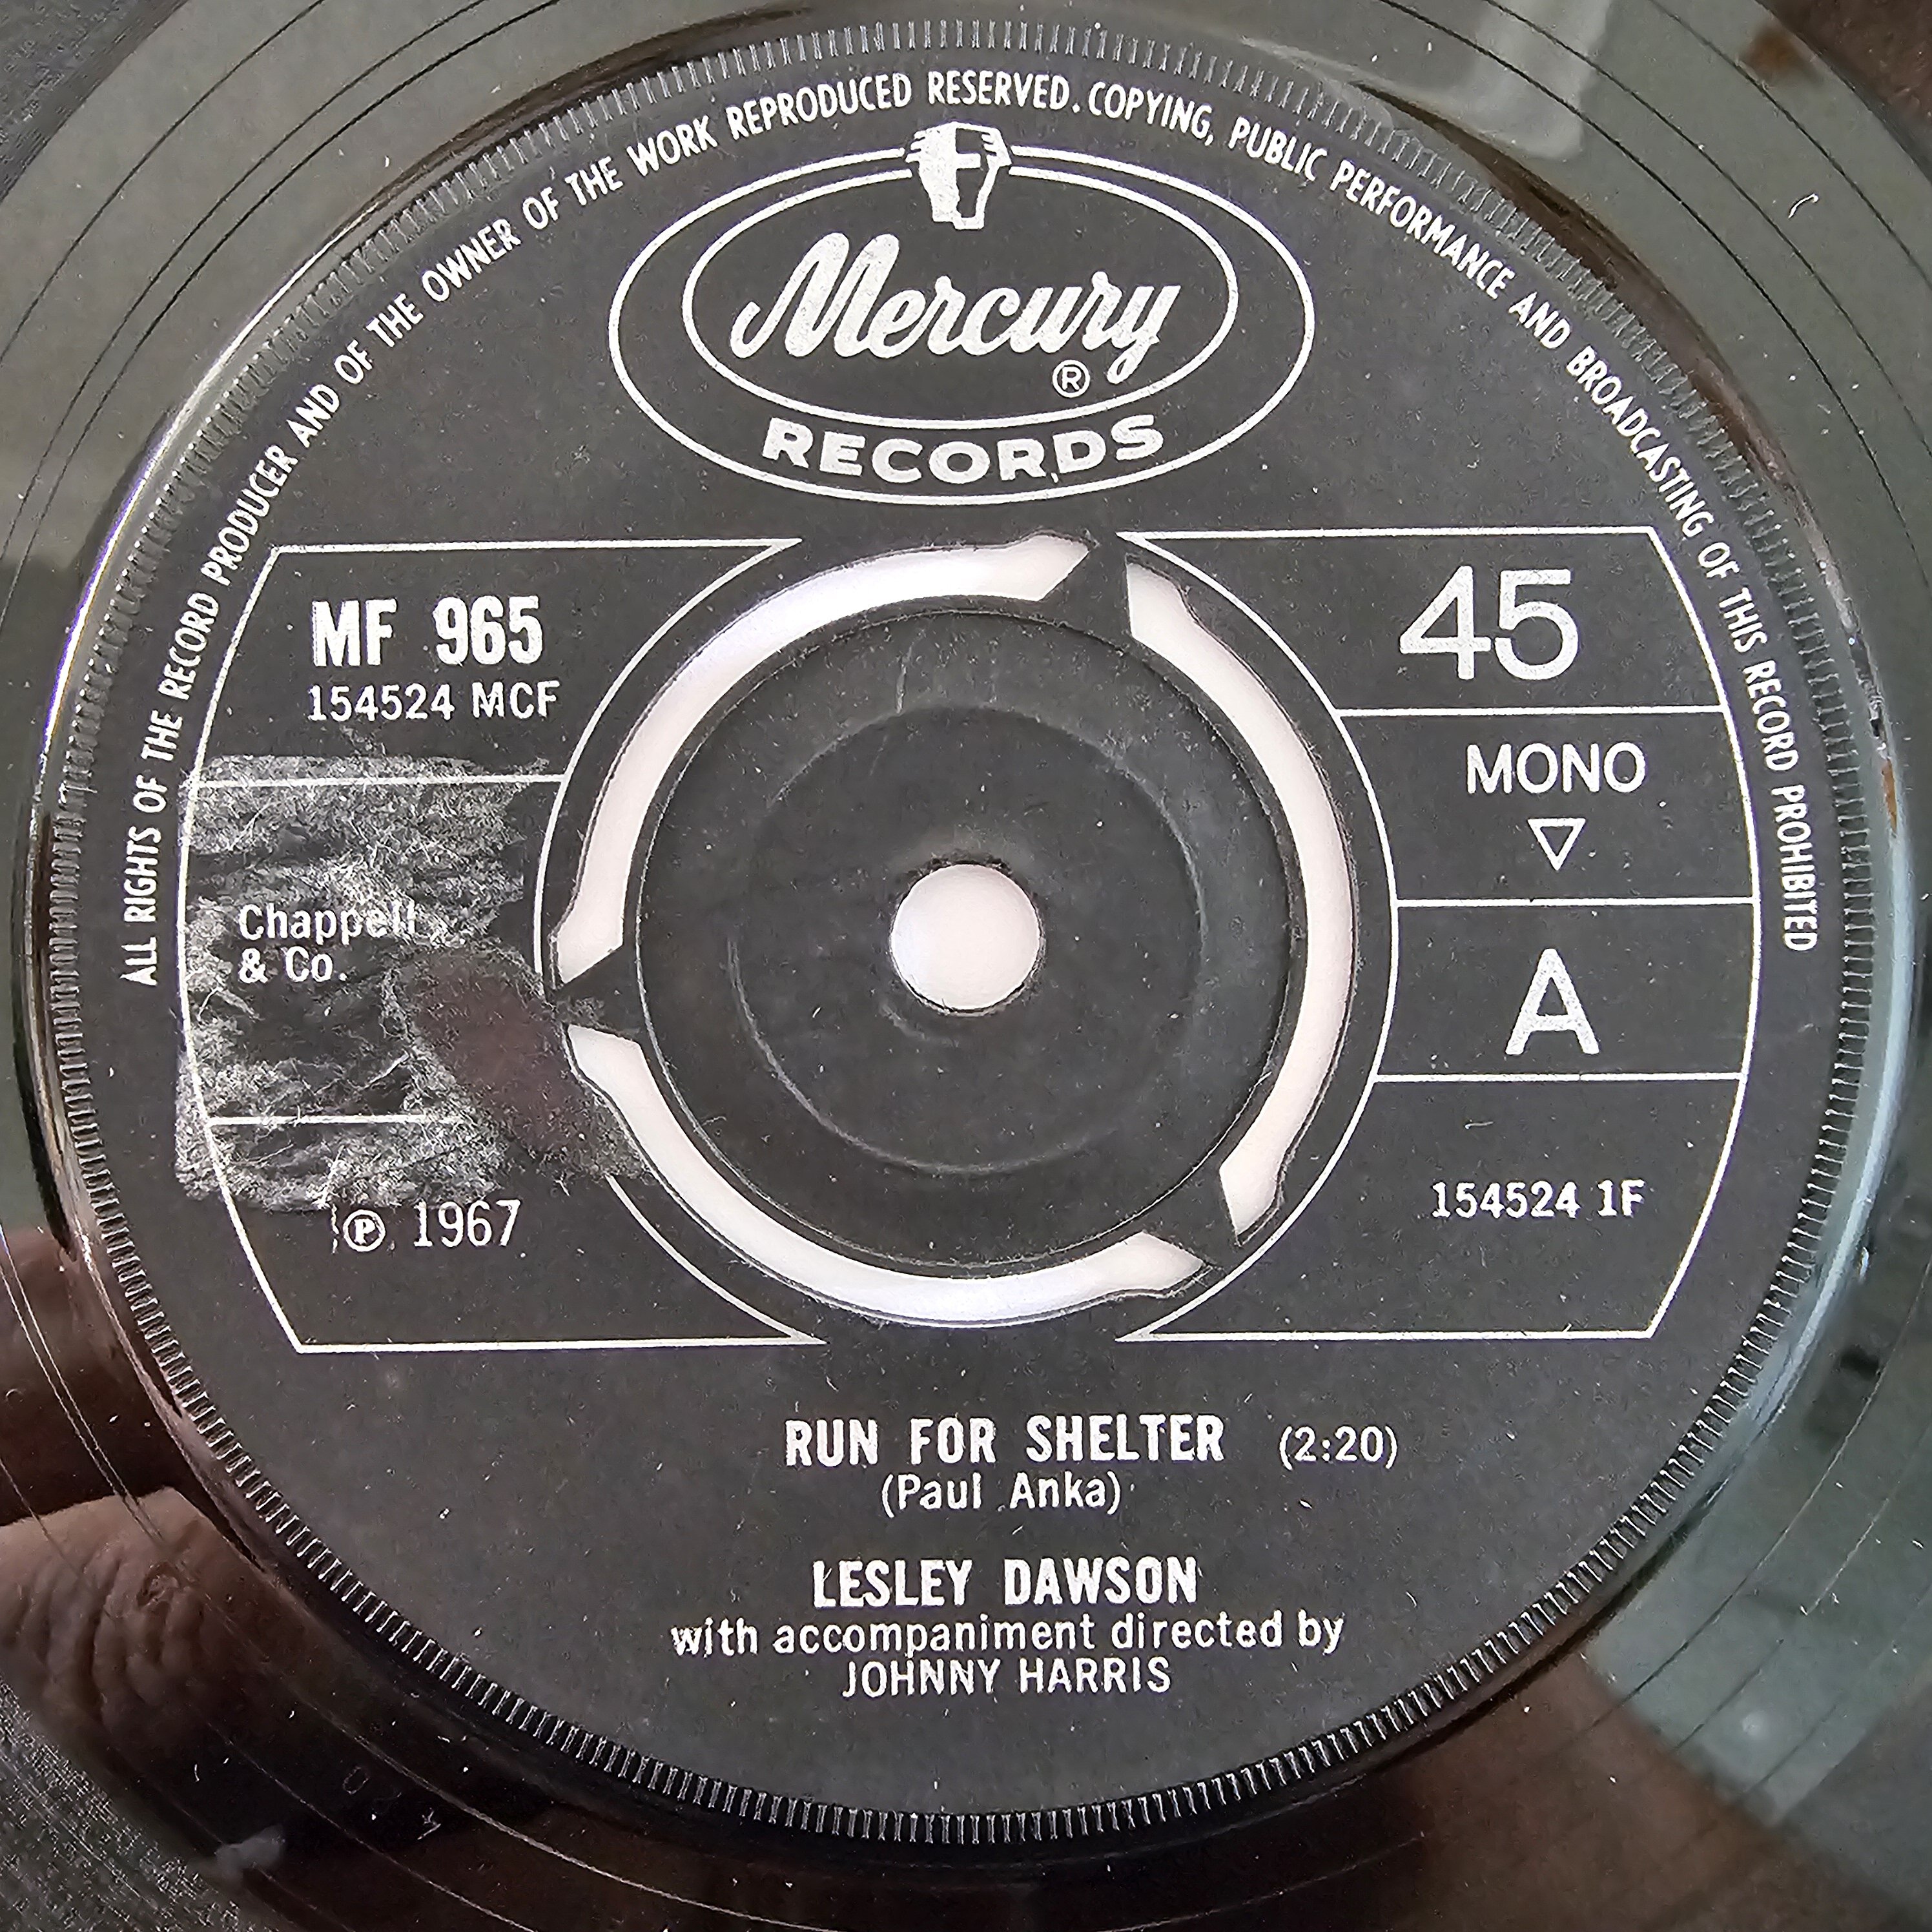 ALL RIGHTS OF THE RECORD PRODUCER AND OF THE OWNER OF THE WORK REPRODUCED RESERVED. COPYING, PUBLIC PERFORMANCE AND BROADCASTING OF THIS RECORD PROHIBITED
Mercury
®
RECORDS
MF 965
154524 MCF
45
MONO
▽
Chappell
& Co.
A
℗ 1967
154524 1F
RUN FOR SHELTER (2:20)
(Paul Anka)
LESLEY DAWSON
with accompaniment directed by
JOHNNY HARRIS